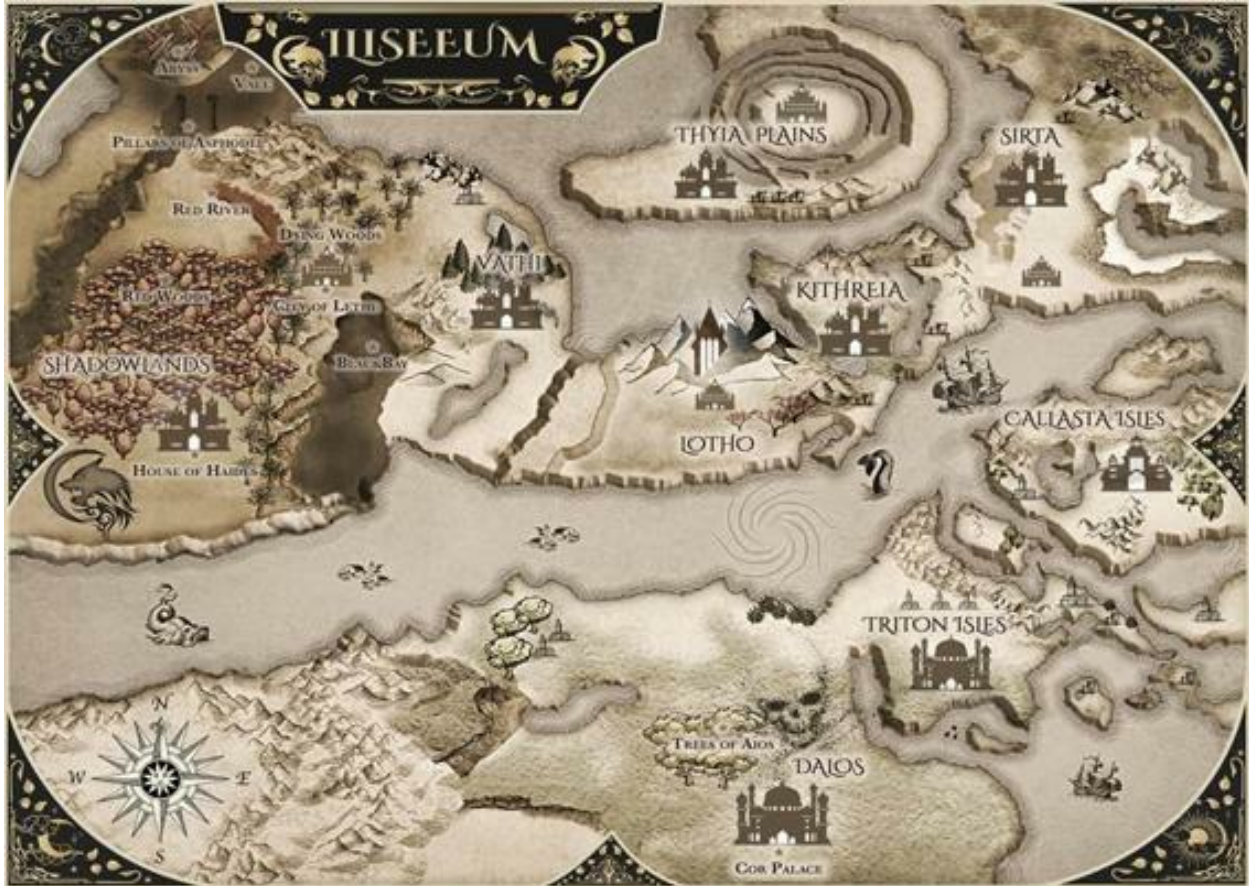 ILISEEUM
ABYSS
VALE
PILLARS OF ASPHODEL
THYIA PLAINS
SIRTA
RED RIVER
DYING WOODS
VATHI
KITHREIA
RED WOODS
CITY OF LETHE
SHADOWLANDS
BLACK BAY
CALLASTA ISLES
LOTHO
HOUSE OF HAIDES
TRITON ISLES
N
TREES OF AIOS
DALOS
W
E
S
COR PALACE